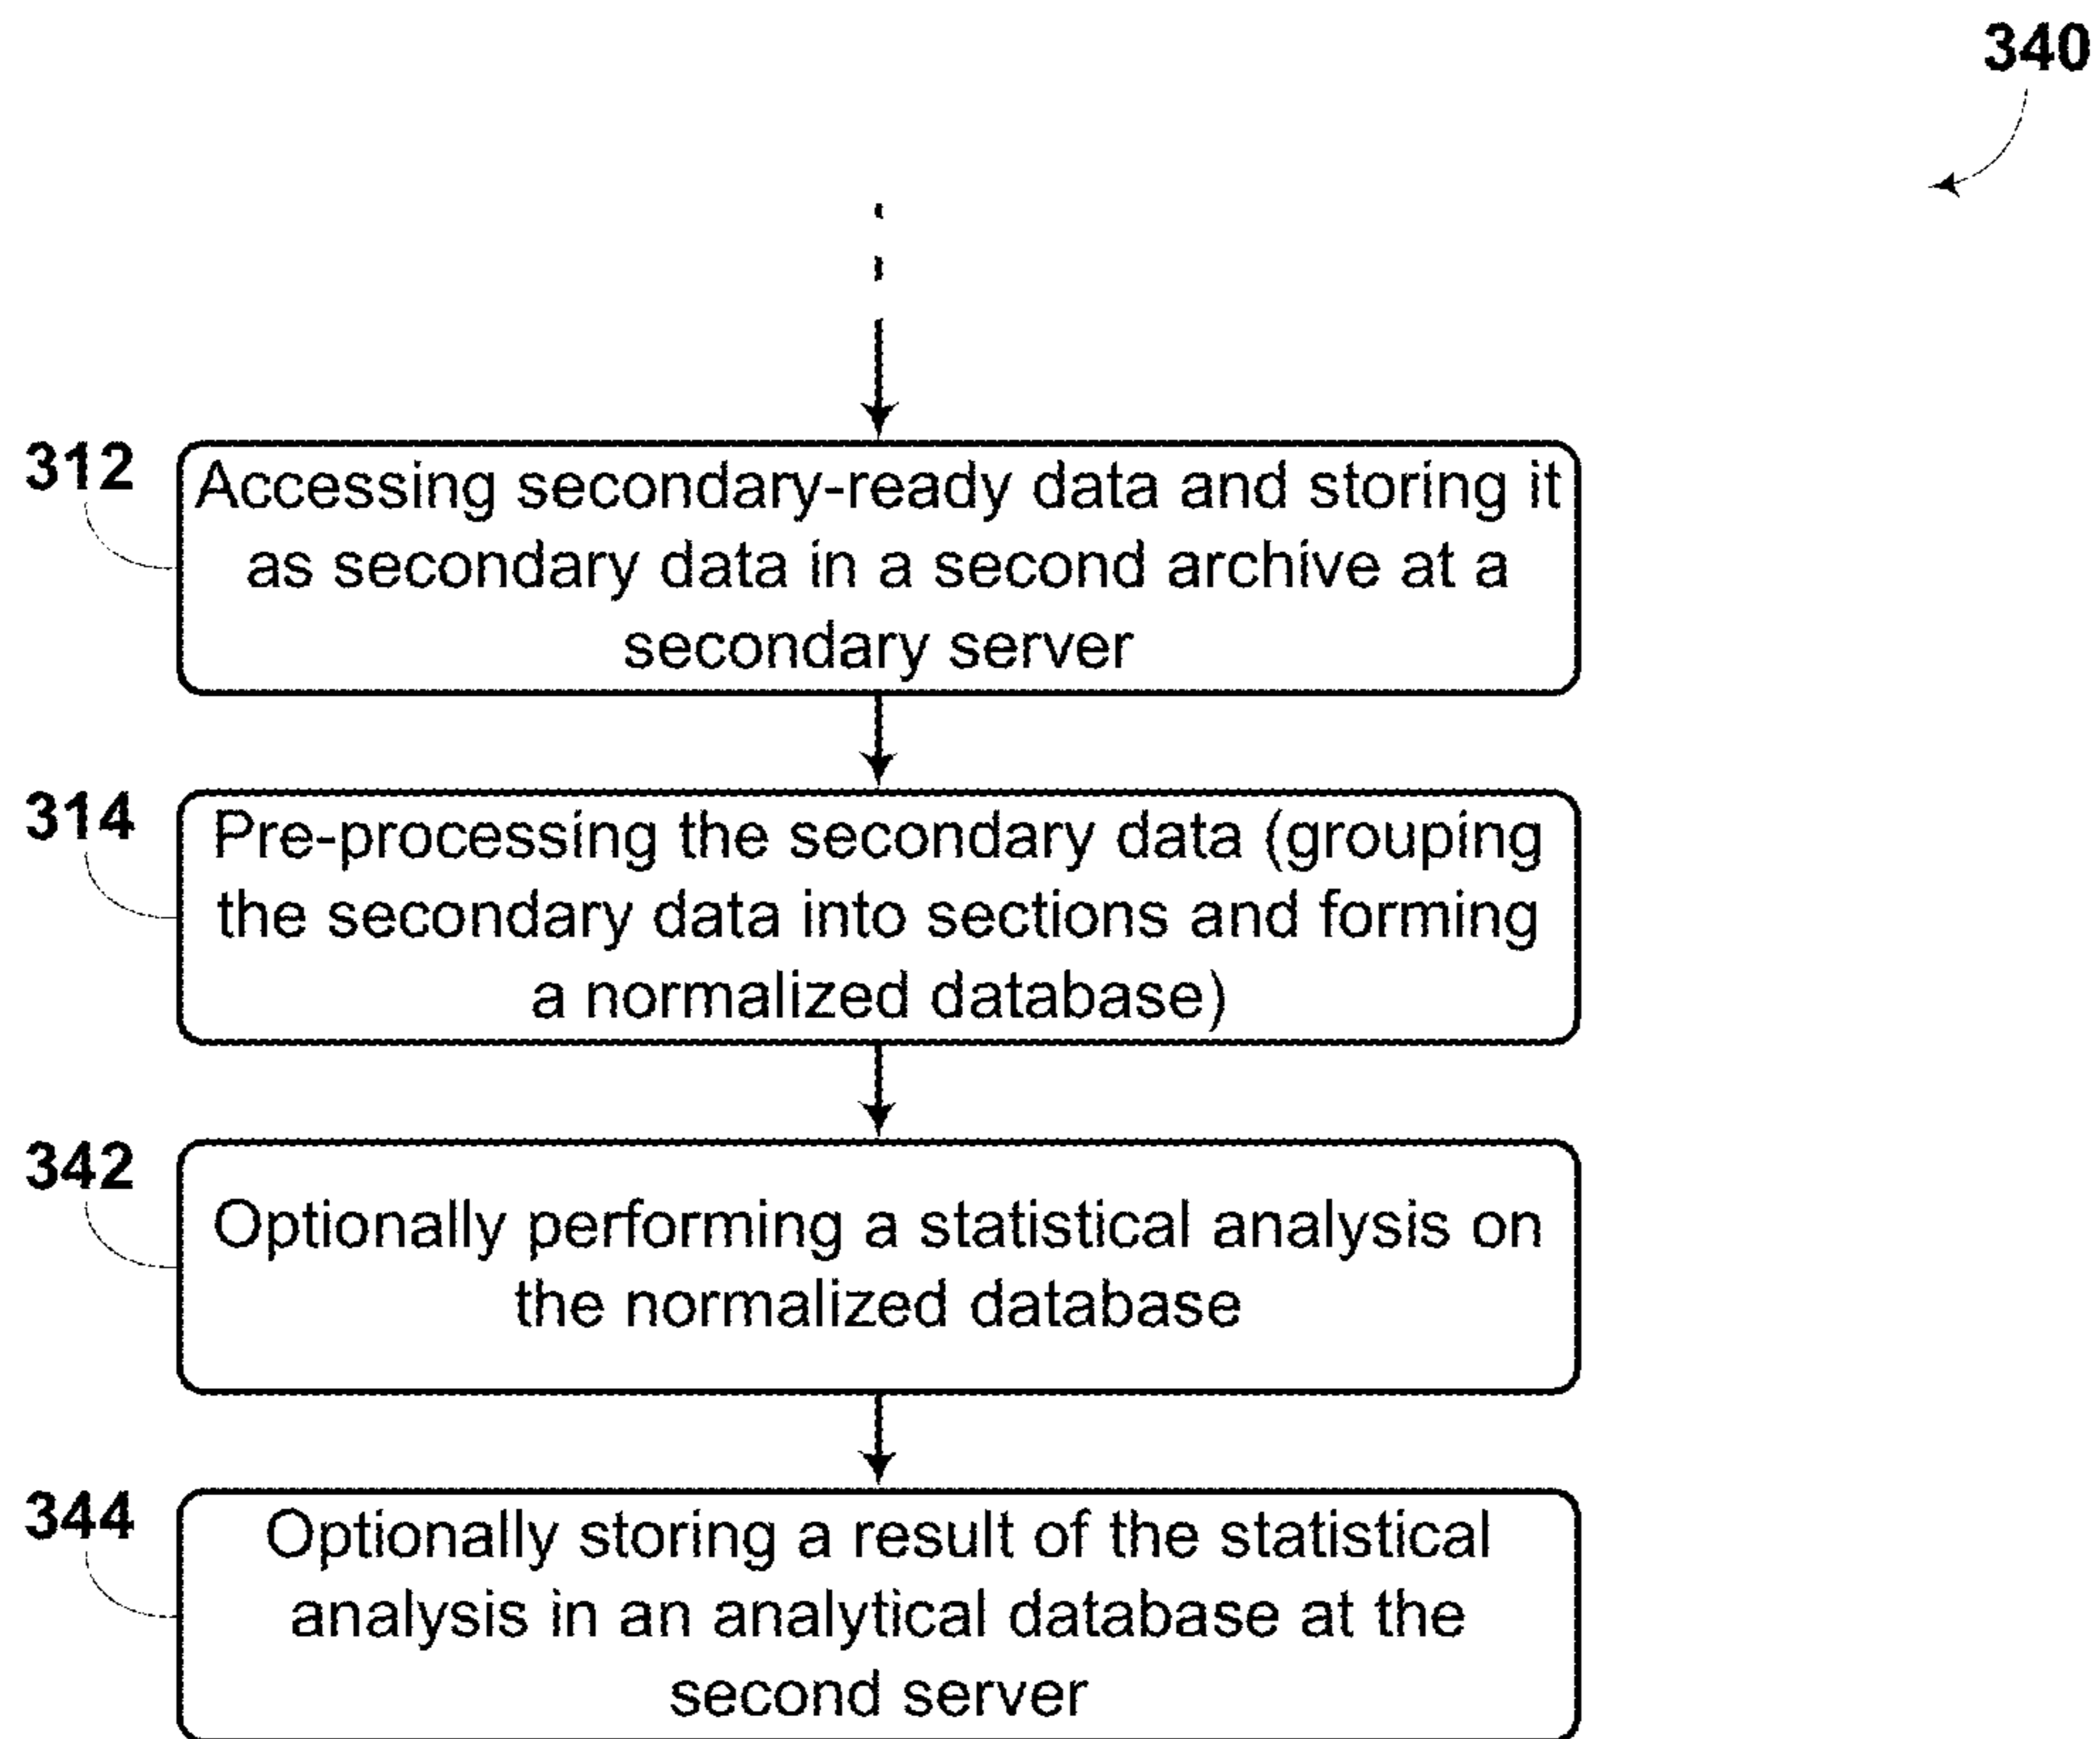 340
312
Accessing secondary-ready data and storing it
as secondary data in a second archive at a
secondary server
314
Pre-processing the secondary data (grouping
the secondary data into sections and forming
a normalized database)
342
Optionally performing a statistical analysis on
the normalized database
344
Optionally storing a result of the statistical
analysis in an analytical database at the
second server